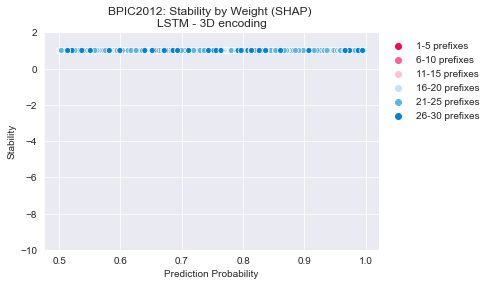 BPIC2012: Stability by Weight (SHAP)
LSTM - 3D encoding
2
0
−2
−4
−6
−8
−10
Stability
0.5 0.6 0.7 0.8 0.9 1.0
Prediction Probability
1-5 prefixes
6-10 prefixes
11-15 prefixes
16-20 prefixes
21-25 prefixes
26-30 prefixes